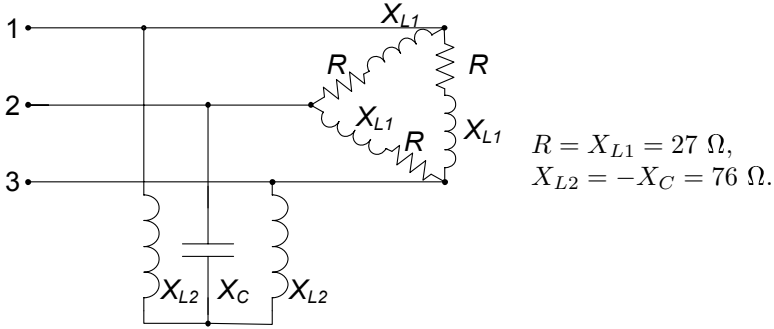 X_{L1}
1
R
R
2
X_{L1}
X_{L1}
R
R = X_{L1} = 27 Ω,
3
X_{L2} = −X_C = 76 Ω.
X_{L2}
X_C
X_{L2}